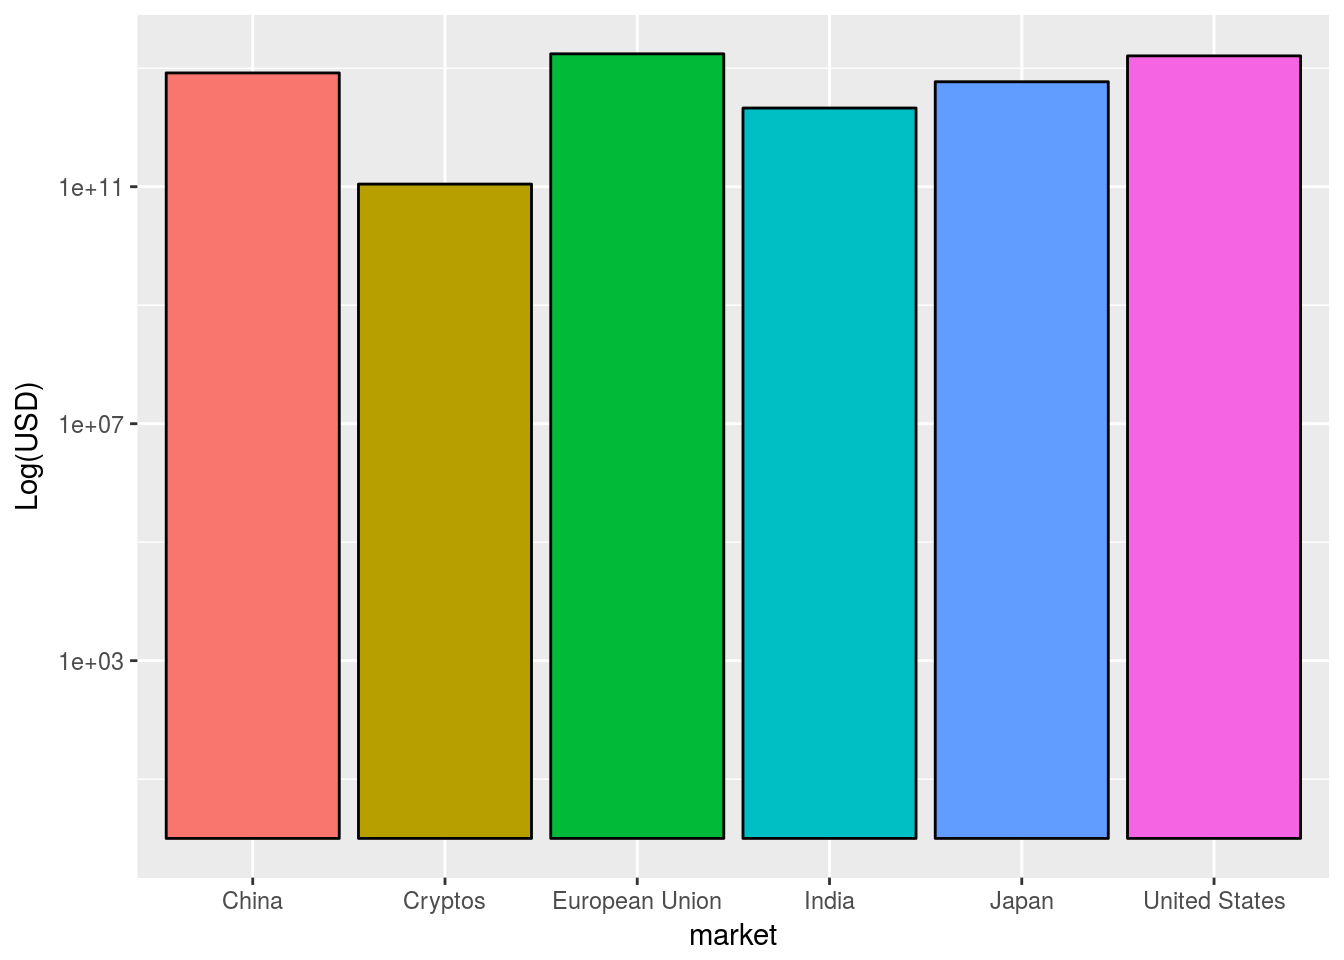 Log(USD)
1e+11
1e+07
1e+03
China Cryptos European Union India Japan United States
market